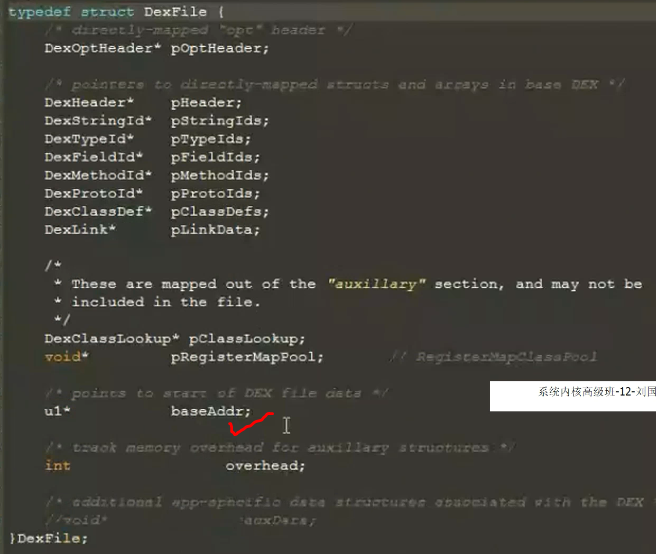 typedef struct DexFile {
/* directly-mapped "opt" header */
DexOptHeader* pOptHeader;
/* pointers to directly-mapped structs and arrays in base DEX */
DexHeader* pHeader;
DexStringId* pStringIds;
DexTypeId* pTypeIds;
DexFieldId* pFieldIds;
DexMethodId* pMethodIds;
DexProtoId* pProtoIds;
DexClassDef* pClassDefs;
DexLink* pLinkData;
/*
* These are mapped out of the "auxillary" section, and may not be
* included in the file.
*/
DexClassLookup* pClassLookup;
void* pRegisterMapPool; // RegisterMapClassPool
/* points to start of DEX file data */
系统内核高级班-12-刘国
u1* baseAddr;
/* track memory overhead for auxillary structures */
int overhead;
/* additional app-specific data structures associated with the DEX
//void* auxData;
}DexFile;